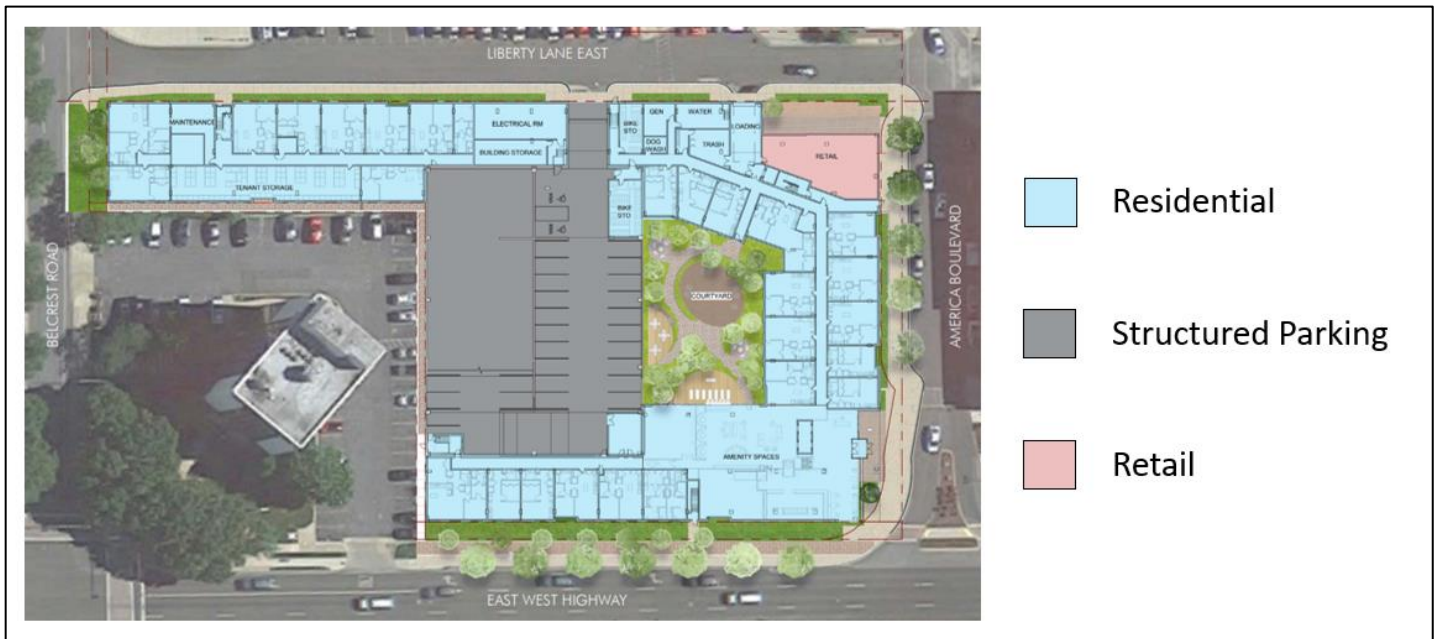 LIBERTY LANE EAST
MAINTENANCE
ELECTRICAL RM
BUILDING STORAGE
TENANT STORAGE
BIKE
STO
GEN
DOG
WASH
WATER
TRASH
LOADING
RETAIL
BIKE
STO
COURTYARD
AMENITY SPACES
BELCREST ROAD
AMERICA BOULEVARD
EAST WEST HIGHWAY
Residential
Structured Parking
Retail